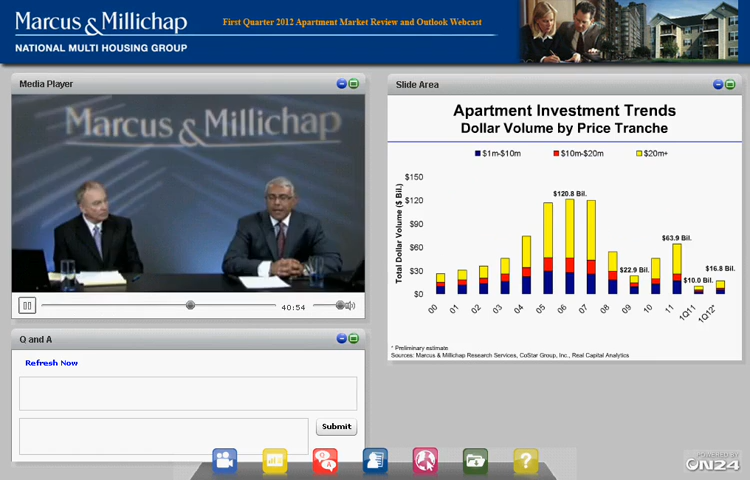 Marcus & Millichap
NATIONAL MULTI HOUSING GROUP
First Quarter 2012 Apartment Market Review and Outlook Webcast
Media Player
Marcus & Millichap
40:54
Q and A
Refresh Now
Submit
Slide Area
Apartment Investment Trends
Dollar Volume by Price Tranche
$1m-$10m $10m-$20m $20m+
Total Dollar Volume ($ Bil.)
$150
$120
$90
$60
$30
$0
$120.8 Bil.
$22.9 Bil.
$63.9 Bil.
$10.0 Bil.
$16.8 Bil.
00 01 02 03 04 05 06 07 08 09 10 11 1Q11 1Q12*
* Preliminary estimate
Sources: Marcus & Millichap Research Services, CoStar Group, Inc., Real Capital Analytics
Q
A
?
POWERED BY
ON24